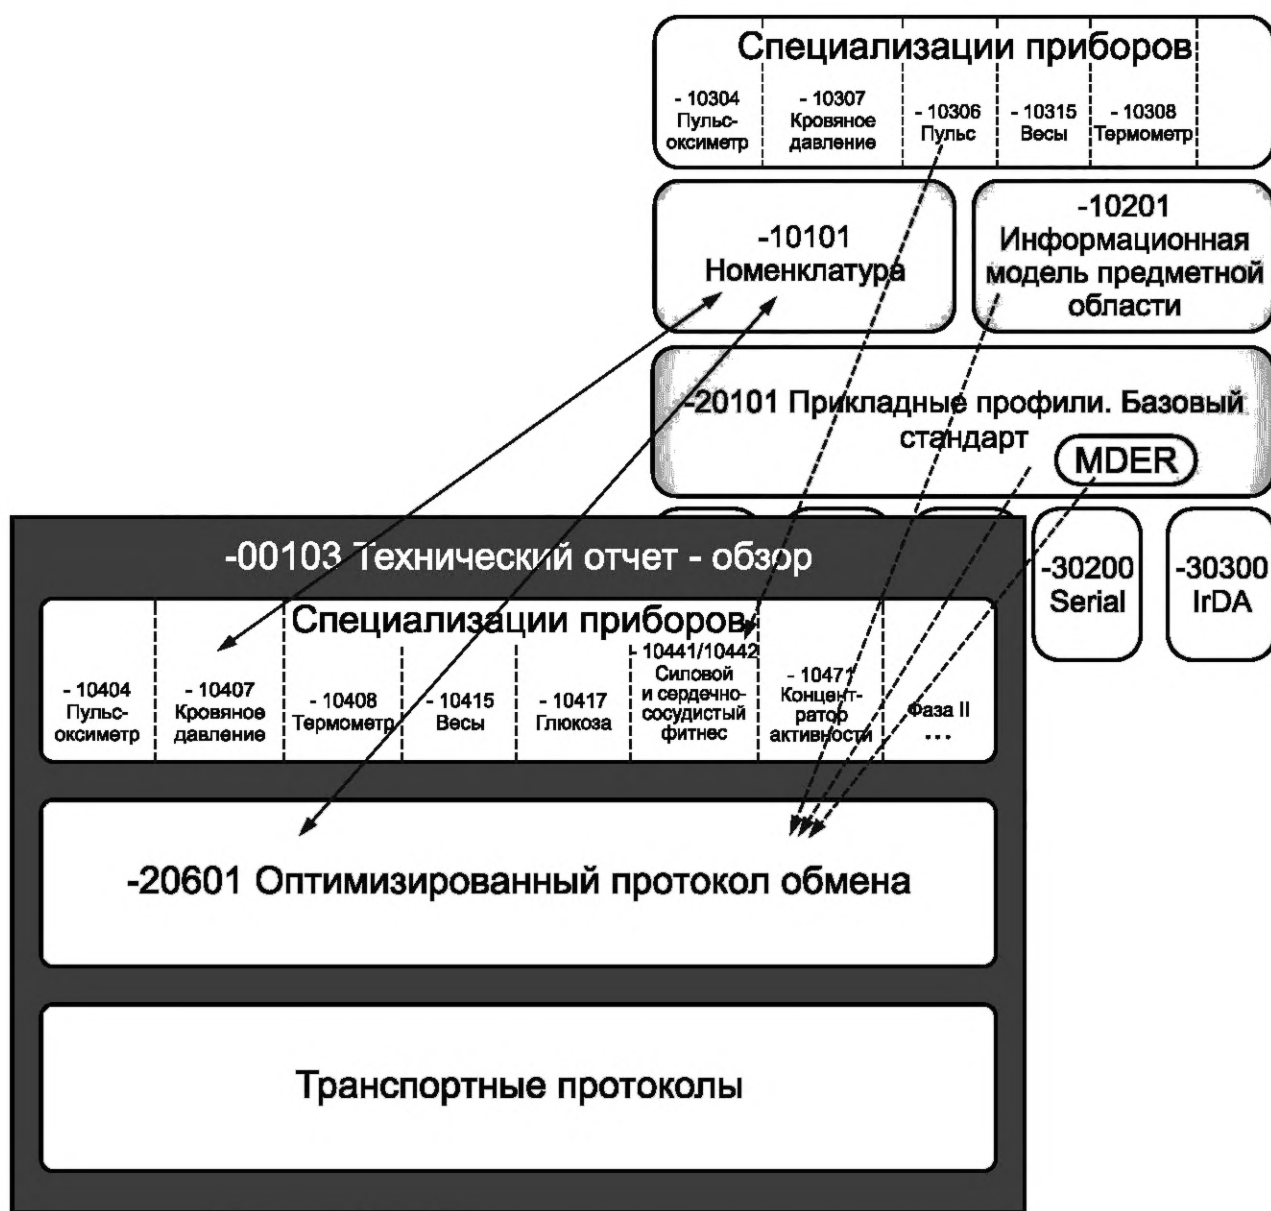 Специализации приборов
- 10304
Пульс-
оксиметр
- 10307
Кровяное
давление
- 10306
Пульс
- 10315
Весы
- 10308
Термометр
-10101
Номенклатура
-10201
Информационная
модель предметной
области
-20101 Прикладные профили. Базовый
стандарт
MDER
-30200
Serial
-30300
IrDA
-00103 Технический отчет - обзор
Специализации приборов
- 10404
Пульс-
оксиметр
- 10407
Кровяное
давление
- 10408
Термометр
- 10415
Весы
- 10417
Глюкоза
- 10441/10442
Силовой
и сердечно-
сосудистый
фитнес
- 10471
Концент-
ратор
активности
Фаза II
...
-20601 Оптимизированный протокол обмена
Транспортные протоколы